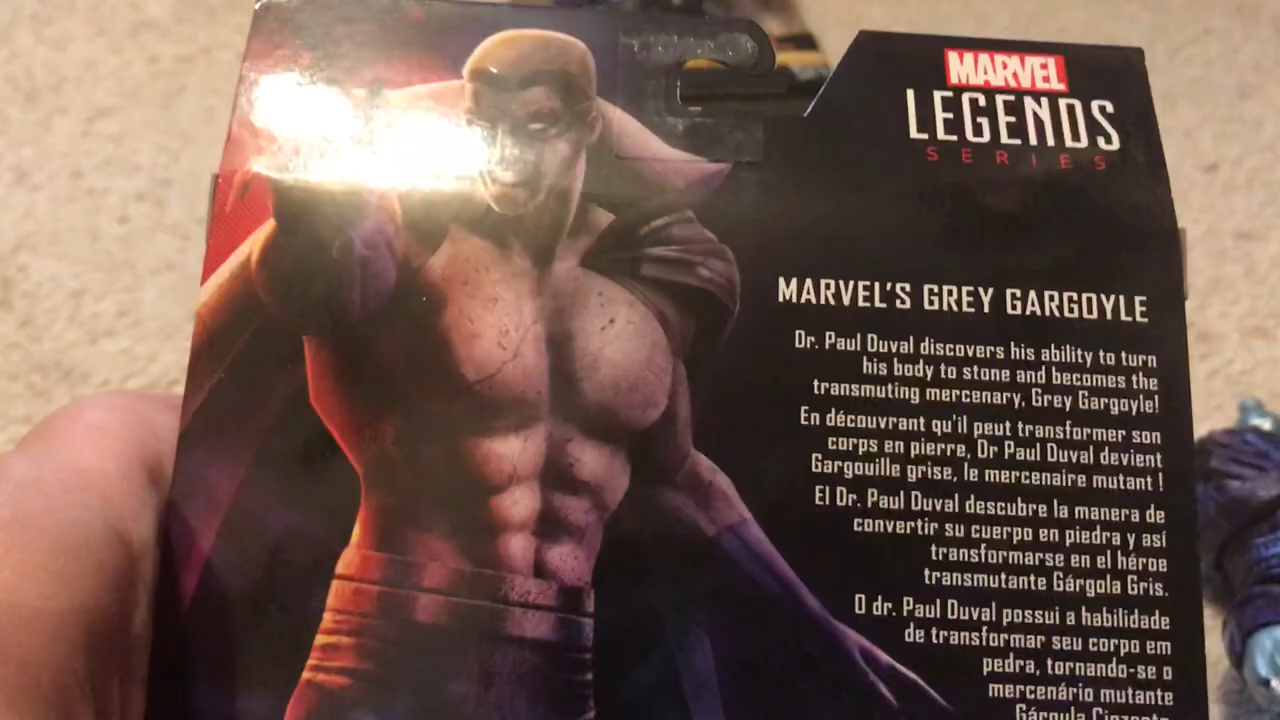 MARVEL
LEGENDS
SERIES
MARVEL'S GREY GARGOYLE
Dr. Paul Duval discovers his ability to turn
his body to stone and becomes the
transmuting mercenary, Grey Gargoyle!
En découvrant qu'il peut transformer son
corps en pierre, Dr Paul Duval devient
Gargouille grise, le mercenaire mutant !
El Dr. Paul Duval descubre la manera de
convertir su cuerpo en piedra y así
transformarse en el héroe
transmutante Gárgola Gris.
O dr. Paul Duval possui a habilidade
de transformar seu corpo em
pedra, tornando-se o
mercenário mutante
Gárgula Cinzento